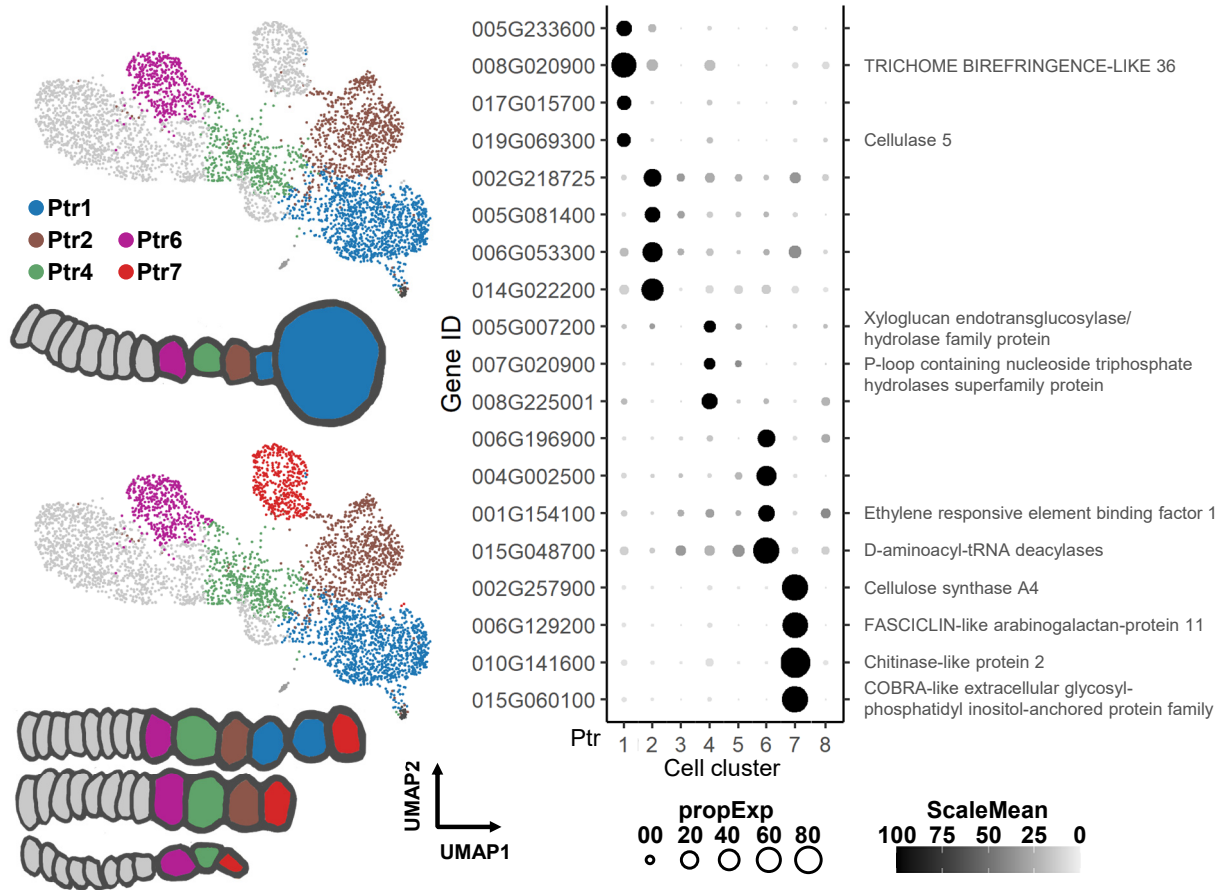 Ptr1
Ptr2
Ptr6
Ptr4
Ptr7
Gene ID
005G233600
008G020900
TRICHOME BIREFRINGENCE-LIKE 36
017G015700
019G069300
Cellulase 5
002G218725
005G081400
006G053300
014G022200
005G007200
Xyloglucan endotransglucosylase/
hydrolase family protein
007G020900
P-loop containing nucleoside triphosphate
hydrolases superfamily protein
008G225001
006G196900
004G002500
001G154100
Ethylene responsive element binding factor 1
015G048700
D-aminoacyl-tRNA deacylases
002G257900
Cellulose synthase A4
006G129200
FASCICLIN-like arabinogalactan-protein 11
010G141600
Chitinase-like protein 2
015G060100
COBRA-like extracellular glycosyl-
phosphatidyl inositol-anchored protein family
Ptr 1 2 3 4 5 6 7 8
Cell cluster
UMAP2
UMAP1
propExp
00 20 40 60 80
ScaleMean
100 75 50 25 0